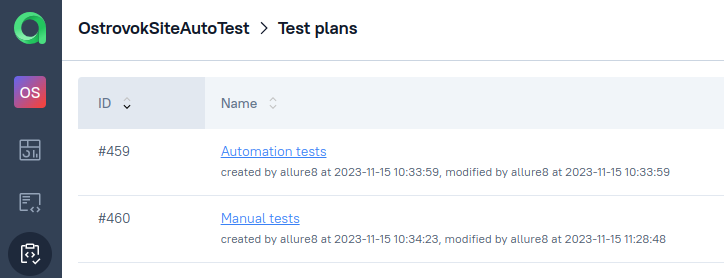 OstrovokSiteAutoTest > Test plans
OS
ID Name
#459 Automation tests
created by allure8 at 2023-11-15 10:33:59, modified by allure8 at 2023-11-15 10:33:59
#460 Manual tests
created by allure8 at 2023-11-15 10:34:23, modified by allure8 at 2023-11-15 11:28:48